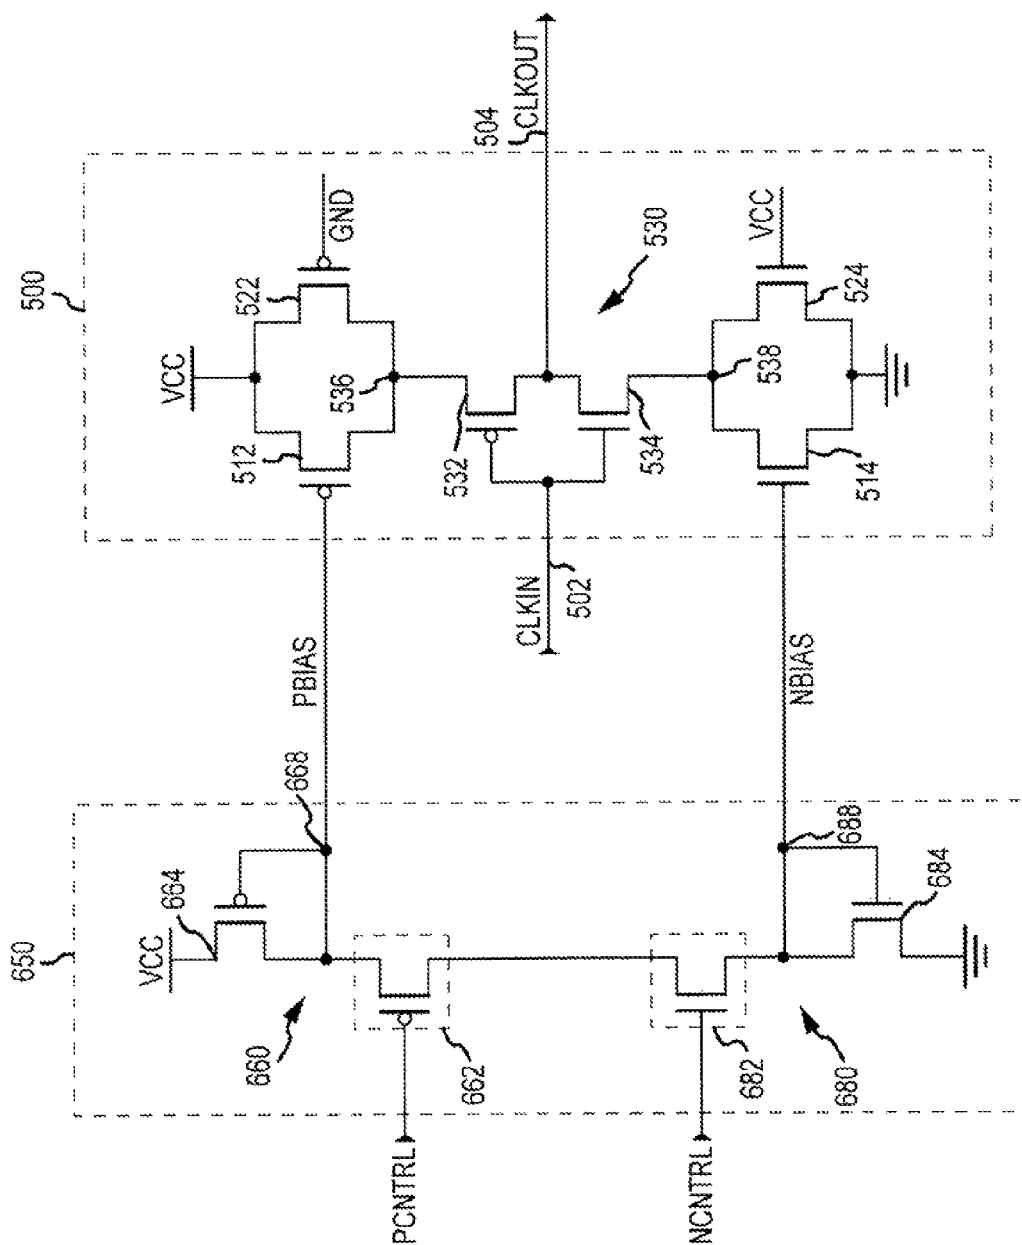 500
504
CLKOUT
VCC
512
522
GND
536
532
530
534
538
VCC
524
514
CLKIN
502
PBIAS
NBIAS
650
VCC
664
668
660
662
688
684
682
680
PCNTRL
NCNTRL